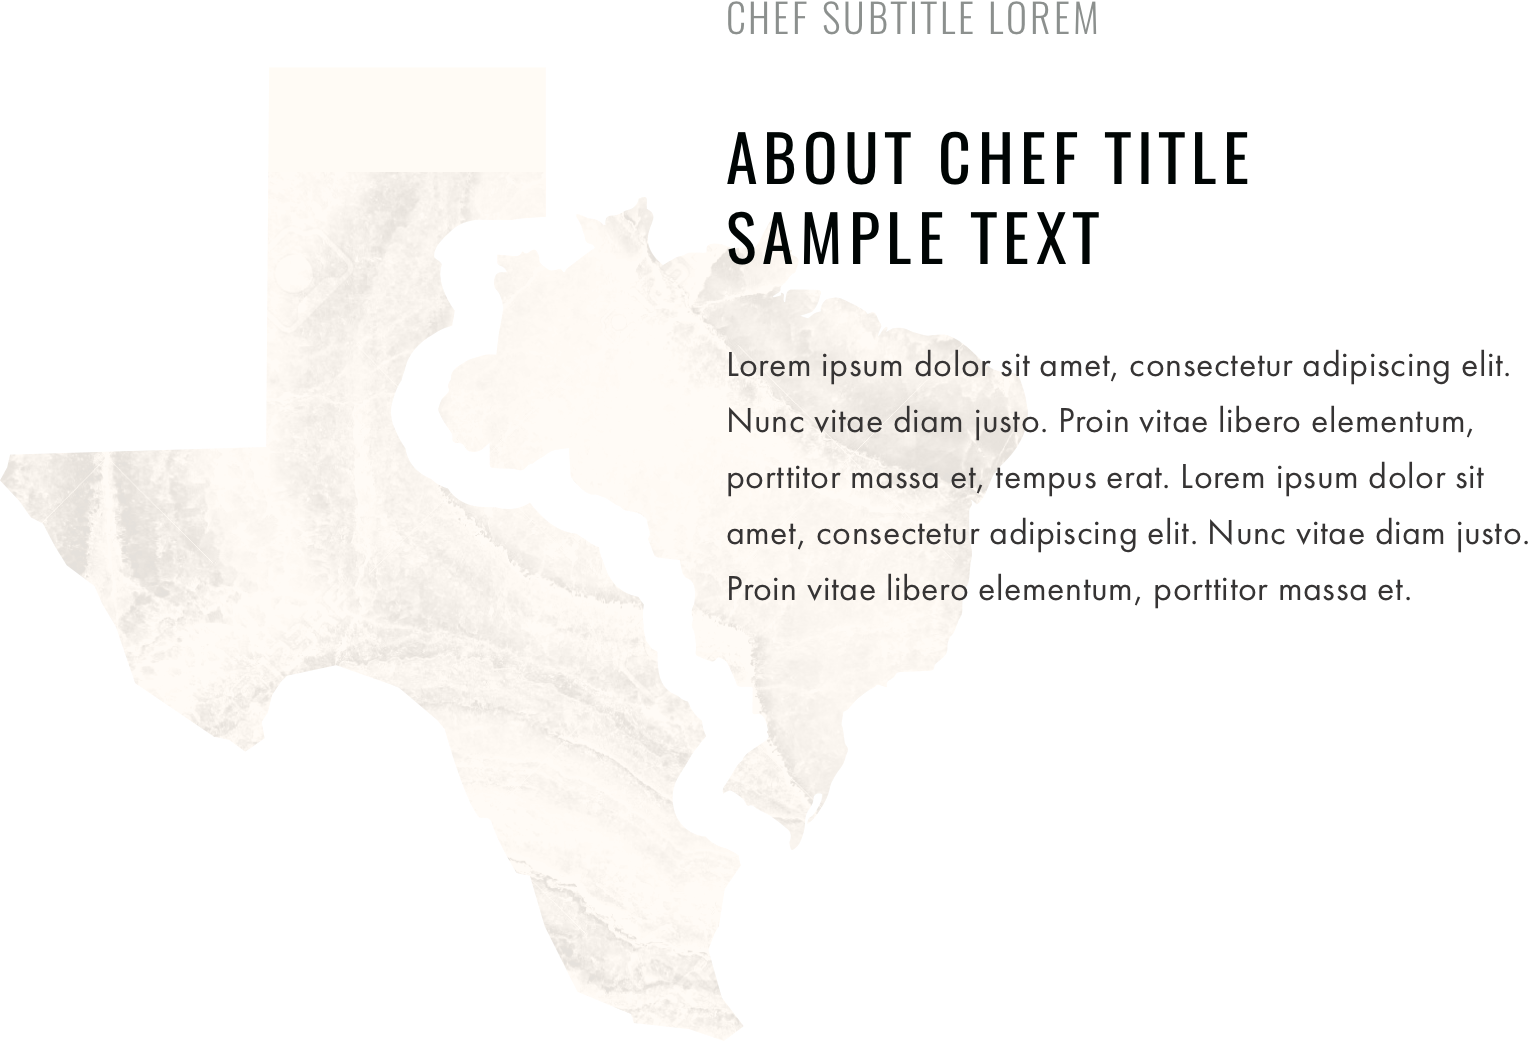 CHEF SUBTITLE LOREM
ABOUT CHEF TITLE
SAMPLE TEXT
Lorem ipsum dolor sit amet, consectetur adipiscing elit.
Nunc vitae diam justo. Proin vitae libero elementum,
porttitor massa et, tempus erat. Lorem ipsum dolor sit
amet, consectetur adipiscing elit. Nunc vitae diam justo.
Proin vitae libero elementum, porttitor massa et.